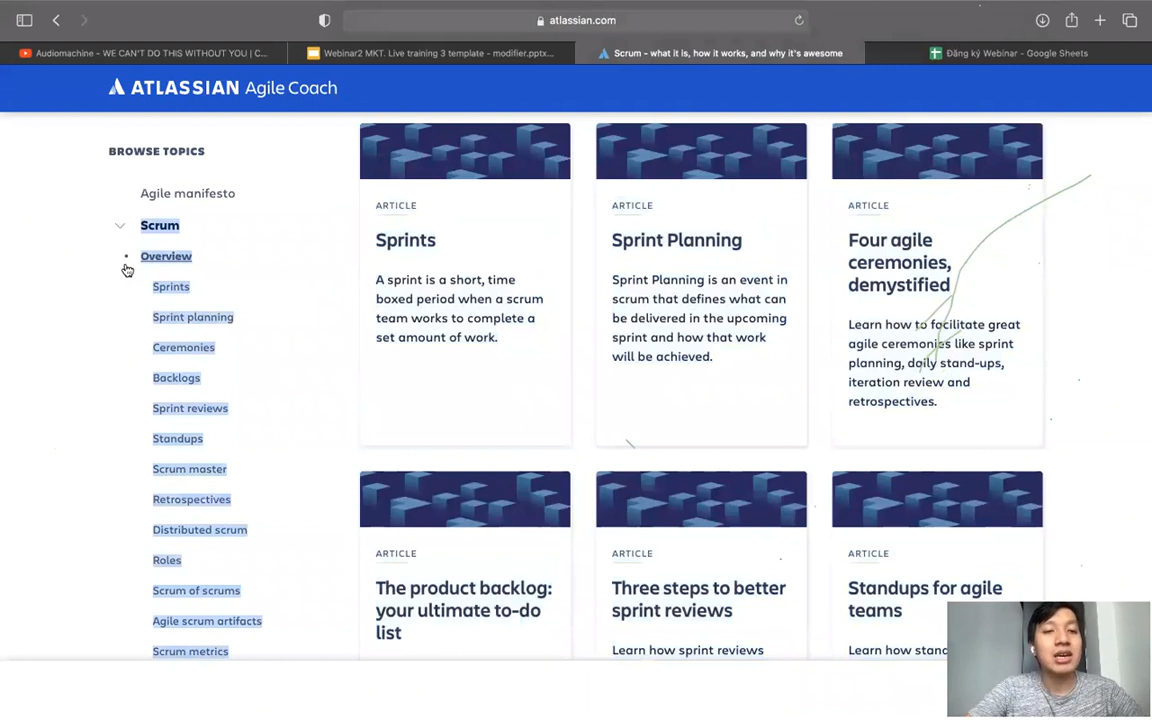 atlassian.com
Audiomachine - WE CAN'T DO THIS WITHOUT YOU | C...
Webinar2 MKT. Live training 3 template - modifier.pptx...
Scrum - what it is, how it works, and why it's awesome
Đăng ký Webinar - Google Sheets
ATLASSIAN Agile Coach
BROWSE TOPICS
Agile manifesto
Scrum
Overview
Sprints
Sprint planning
Ceremonies
Backlogs
Sprint reviews
Standups
Scrum master
Retrospectives
Distributed scrum
Roles
Scrum of scrums
Agile scrum artifacts
Scrum metrics
ARTICLE
Sprints
A sprint is a short, time
boxed period when a scrum
team works to complete a
set amount of work.
ARTICLE
Sprint Planning
Sprint Planning is an event in
scrum that defines what can
be delivered in the upcoming
sprint and how that work
will be achieved.
ARTICLE
Four agile
ceremonies,
demystified
Learn how to facilitate great
agile ceremonies like sprint
planning, daily stand-ups,
iteration review and
retrospectives.
ARTICLE
The product backlog:
your ultimate to-do
list
ARTICLE
Three steps to better
sprint reviews
Learn how sprint reviews
ARTICLE
Standups for agile
teams
Learn how stan